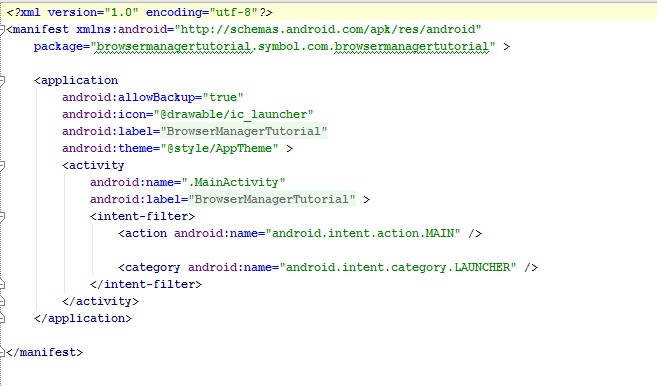 <?xml version="1.0" encoding="utf-8"?>
<manifest xmlns:android="http://schemas.android.com/apk/res/android"
    package="browsermanagertutorial.symbol.com.browsermanagertutorial" >
    <application
        android:allowBackup="true"
        android:icon="@drawable/ic_launcher"
        android:label="BrowserManagerTutorial"
        android:theme="@style/AppTheme" >
        <activity
            android:name=".MainActivity"
            android:label="BrowserManagerTutorial" >
            <intent-filter>
                <action android:name="android.intent.action.MAIN" />
                <category android:name="android.intent.category.LAUNCHER" />
            </intent-filter>
        </activity>
    </application>
</manifest>